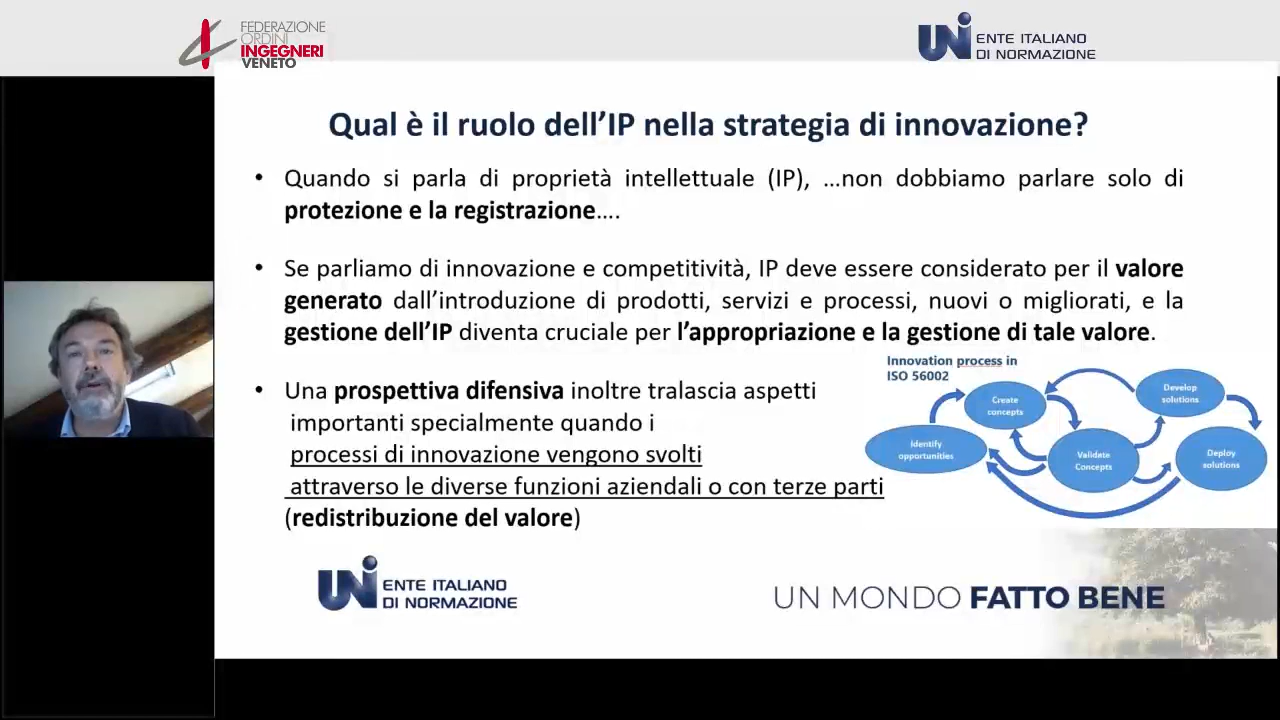 FEDERAZIONE
ORDINI
INGEGNERI
VENETO
UNI ENTE ITALIANO
DI NORMAZIONE
Qual è il ruolo dell’IP nella strategia di innovazione?
• Quando si parla di proprietà intellettuale (IP), …non dobbiamo parlare solo di
protezione e la registrazione….
• Se parliamo di innovazione e competitività, IP deve essere considerato per il valore
generato dall’introduzione di prodotti, servizi e processi, nuovi o migliorati, e la
gestione dell’IP diventa cruciale per l’appropriazione e la gestione di tale valore.
• Una prospettiva difensiva inoltre tralascia aspetti
importanti specialmente quando i
processi di innovazione vengono svolti
attraverso le diverse funzioni aziendali o con terze parti
(redistribuzione del valore)
Innovation process in
ISO 56002
Create
concepts
Develop
solutions
Identify
opportunities
Validate
Concepts
Deploy
solutions
UNI ENTE ITALIANO
DI NORMAZIONE
UN MONDO FATTO BENE